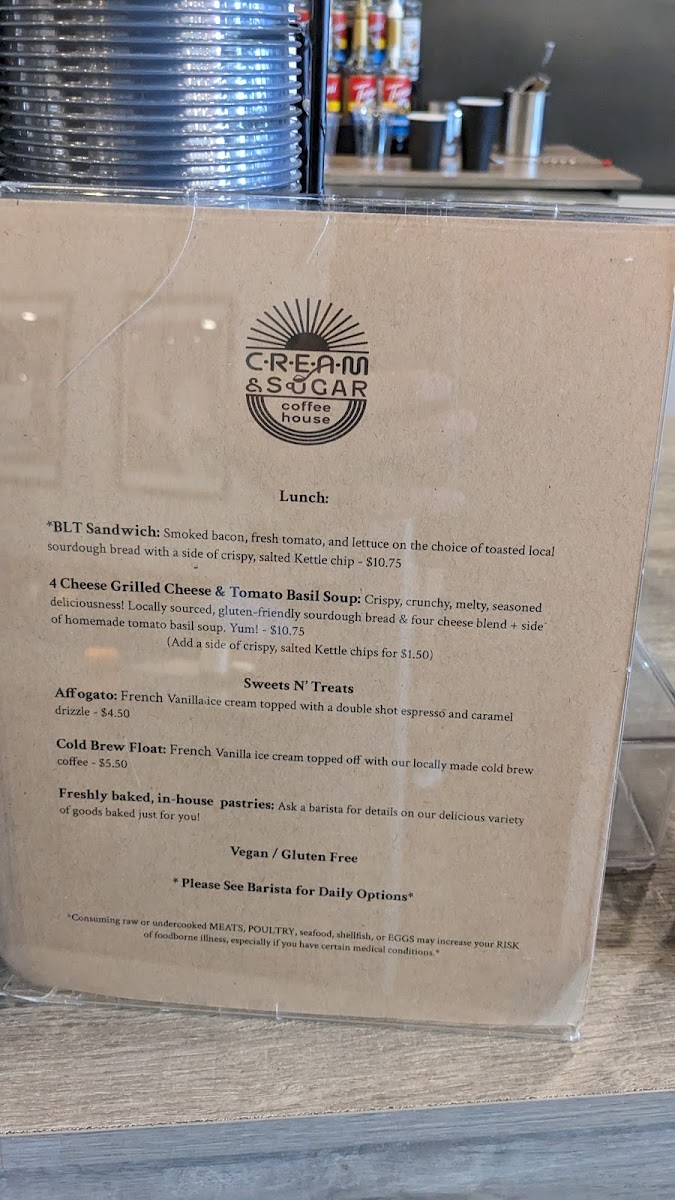 C·R·E·A·M
& SUGAR
coffee
house
Lunch:
*BLT Sandwich: Smoked bacon, fresh tomato, and lettuce on the choice of toasted local
sourdough bread with a side of crispy, salted Kettle chip - $10.75
4 Cheese Grilled Cheese & Tomato Basil Soup: Crispy, crunchy, melty, seasoned
deliciousness! Locally sourced, gluten-friendly sourdough bread & four cheese blend + side
of homemade tomato basil soup. Yum! - $10.75
(Add a side of crispy, salted Kettle chips for $1.50)
Sweets N' Treats
Affogato: French Vanilla ice cream topped with a double shot espresso and caramel
drizzle - $4.50
Cold Brew Float: French Vanilla ice cream topped off with our locally made cold brew
coffee - $5.50
Freshly baked, in-house pastries: Ask a barista for details on our delicious variety
of goods baked just for you!
Vegan / Gluten Free
* Please See Barista for Daily Options*
*Consuming raw or undercooked MEATS, POULTRY, seafood, shellfish, or EGGS may increase your RISK
of foodborne illness, especially if you have certain medical conditions.*